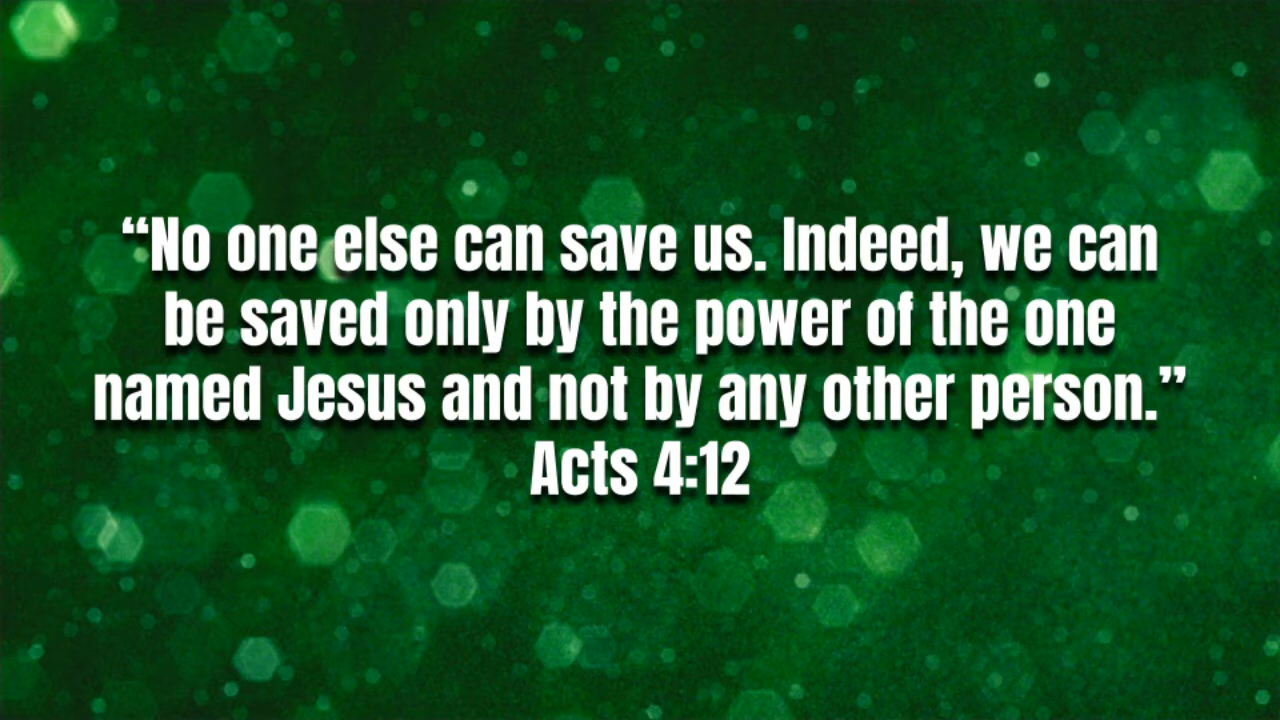 “No one else can save us. Indeed, we can
be saved only by the power of the one
named Jesus and not by any other person.”
Acts 4:12